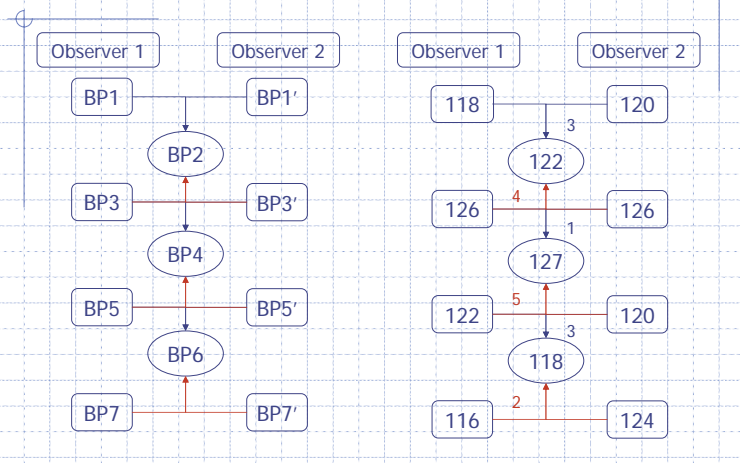 Observer 1 Observer 2 Observer 1 Observer 2
BP1 BP1′ 118 120
3
BP2 122
BP3 BP3′ 4 126 126
1
BP4 127
BP5 BP5′ 5 122 120
3
BP6 118
BP7 BP7′ 2 116 124